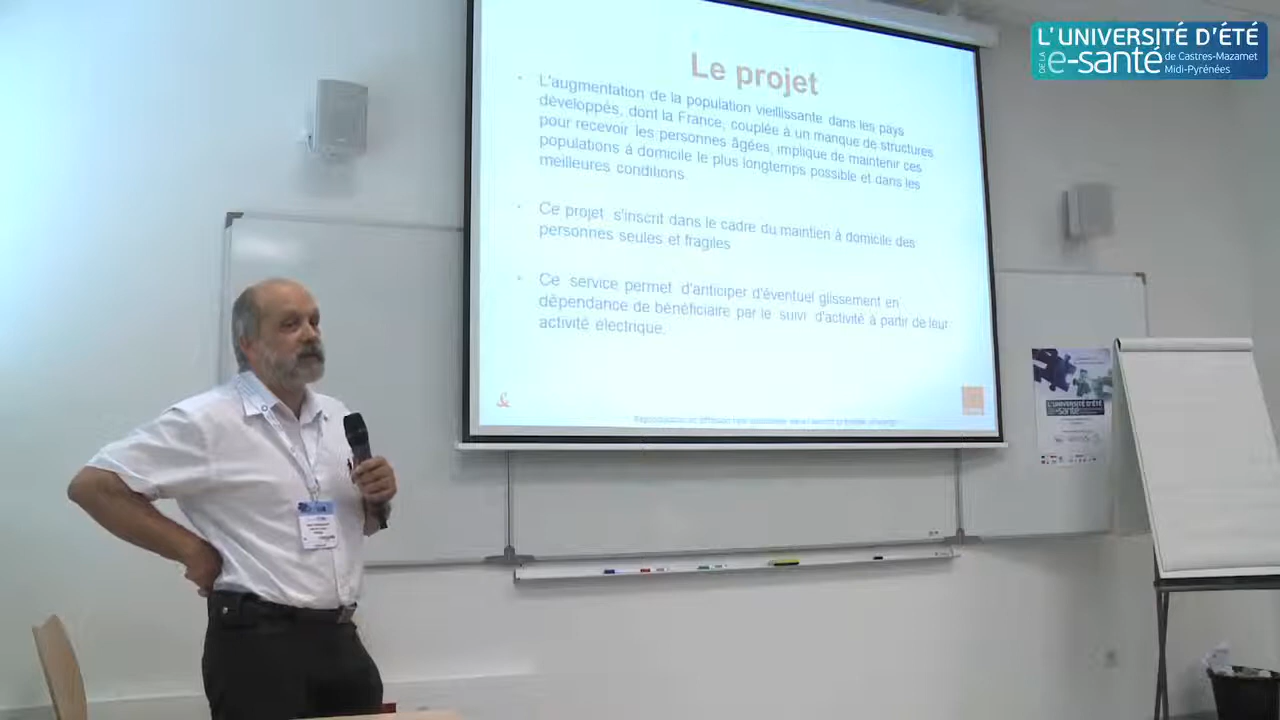 L'UNIVERSITÉ D'ÉTÉ
DE LA
e-santé
de Castres-Mazamet
Midi-Pyrénées
Le projet
L'augmentation de la population vieillissante dans les pays
développés, dont la France, couplée à un manque de structures
pour recevoir les personnes âgées, implique de maintenir ces
populations à domicile le plus longtemps possible et dans les
meilleures conditions.
Ce projet s'inscrit dans le cadre du maintien à domicile des
personnes seules et fragiles
Ce service permet d'anticiper d'éventuel glissement en
dépendance de bénéficiaire par le suivi d'activité à partir de leur
activité electrique.
L'UNIVERSITÉ D'ÉTÉ
e-santé